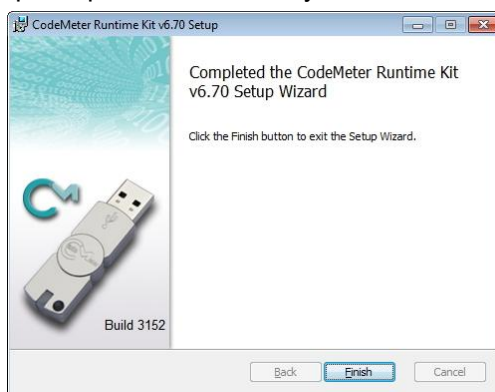 CodeMeter Runtime Kit v6.70 Setup
Completed the CodeMeter Runtime Kit
v6.70 Setup Wizard
Click the Finish button to exit the Setup Wizard.
CM
Build 3152
Back
Finish
Cancel